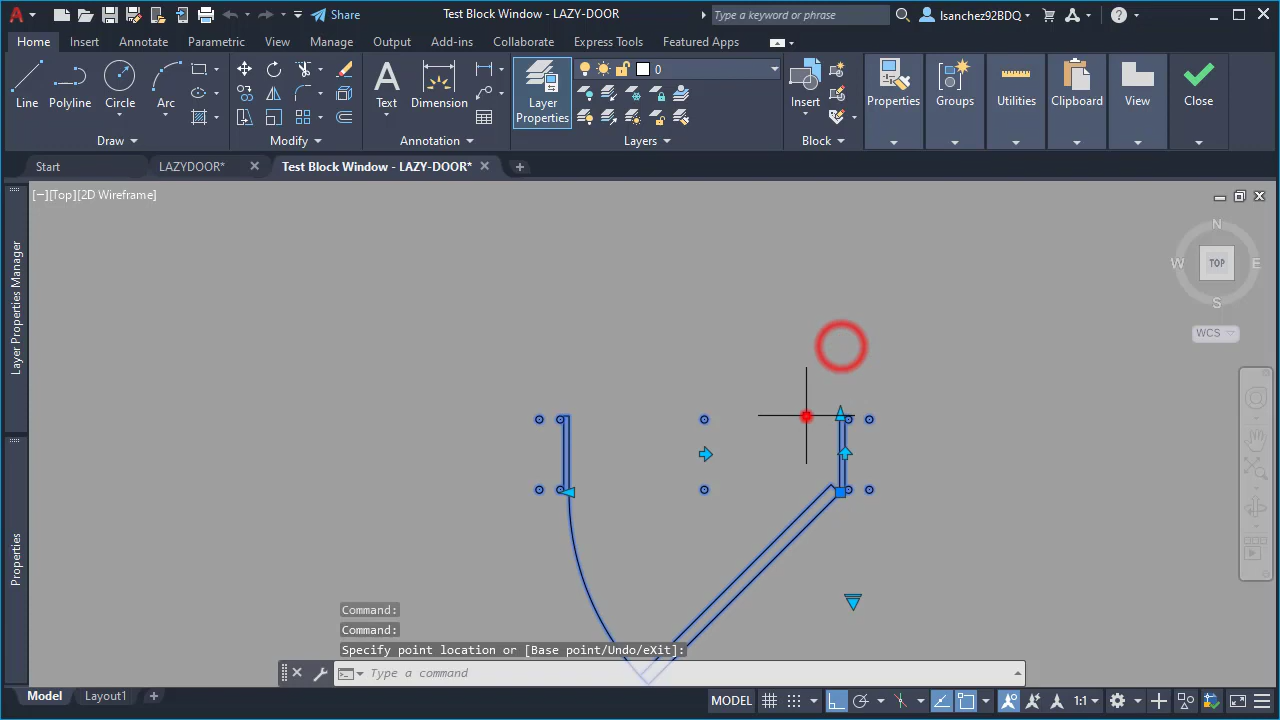 Share
Test Block Window - LAZY-DOOR
Type a keyword or phrase
lsanchez92BDQ
Home
Insert
Annotate
Parametric
View
Manage
Output
Add-ins
Collaborate
Express Tools
Featured Apps
Line
Polyline
Circle
Arc
Text
Dimension
Layer
Properties
0
Insert
Properties
Groups
Utilities
Clipboard
View
Close
Draw
Modify
Annotation
Layers
Block
Start
LAZYDOOR*
Test Block Window - LAZY-DOOR*
[−][Top][2D Wireframe]
N
W
TOP
E
S
WCS
Layer Properties Manager
Properties
Command:
Command:
Specify point location or [Base point/Undo/eXit]:
Type a command
Model
Layout1
MODEL
1:1